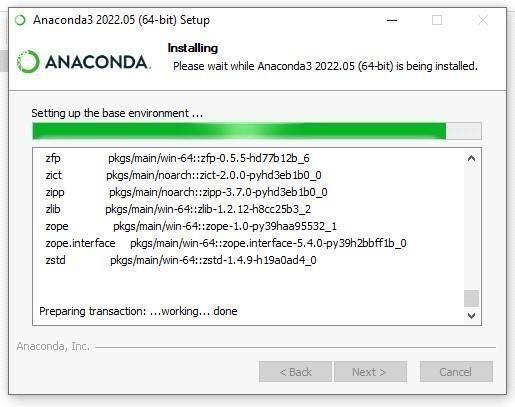 Anaconda3 2022.05 (64-bit) Setup
Installing
ANACONDA.
Please wait while Anaconda3 2022.05 (64-bit) is being installed.
Setting up the base environment ...
zfp pkgs/main/win-64::zfp-0.5.5-hd77b12b_6
zict pkgs/main/noarch::zict-2.0.0-pyhd3eb1b0_0
zipp pkgs/main/noarch::zipp-3.7.0-pyhd3eb1b0_0
zlib pkgs/main/win-64::zlib-1.2.12-h8cc25b3_2
zope pkgs/main/win-64::zope-1.0-py39haa95532_1
zope.interface pkgs/main/win-64::zope.interface-5.4.0-py39h2bbff1b_0
zstd pkgs/main/win-64::zstd-1.4.9-h19a0ad4_0
Preparing transaction: ...working... done
Anaconda, Inc.
< Back Next > Cancel